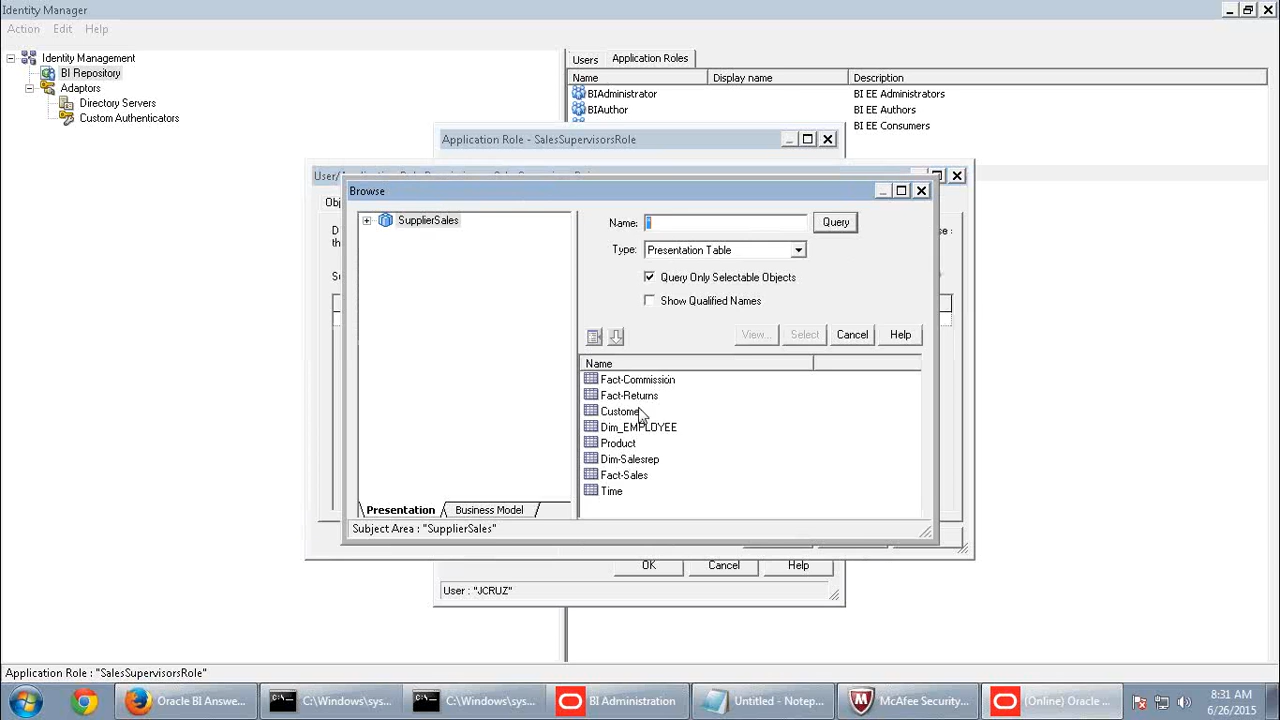 Identity Manager
Action Edit Help
Identity Management
BI Repository
Adaptors
Directory Servers
Custom Authenticators
Users Application Roles
Name Display name Description
BIAdministrator BI EE Administrators
BIAuthor BI EE Authors
BI EE Consumers
Application Role - SalesSupervisorsRole
Browse
SupplierSales
Name: Query
Type: Presentation Table
Query Only Selectable Objects
Show Qualified Names
View... Select Cancel Help
Name
Fact-Commission
Fact-Returns
Custome
Dim_EMPLOYEE
Product
Dim-Salesrep
Fact-Sales
Time
Presentation Business Model
Subject Area : "SupplierSales"
OK Cancel Help
User : "JCRUZ"
Application Role : "SalesSupervisorsRole"
Oracle BI Answe... C:\Windows\sys... C:\Windows\sys... BI Administration Untitled - Notep... McAfee Security... (Online) Oracle ... 8:31 AM
6/26/2015